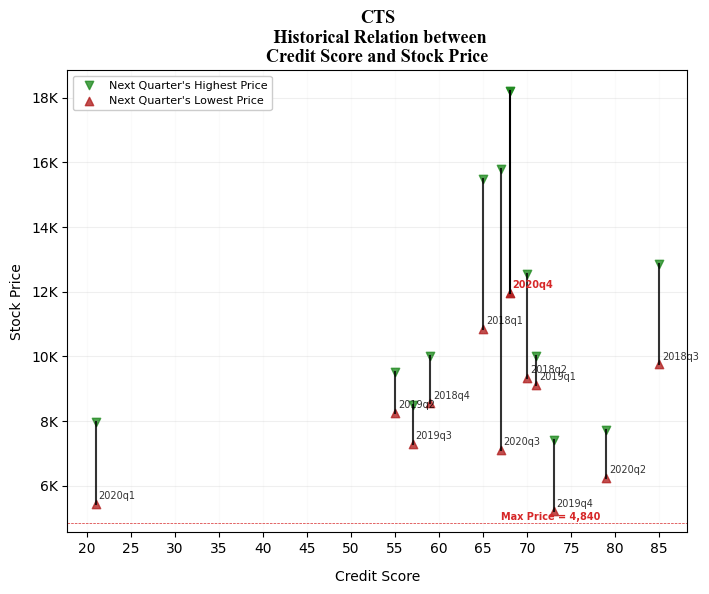 CTS
Historical Relation between
Credit Score and Stock Price
Next Quarter's Highest Price
Next Quarter's Lowest Price
18K
16K
14K
12K
10K
8K
6K
Stock Price
2020q4
2018q1
2018q3
2018q2
2019q1
2018q4
2019q2
2019q3
2020q3
2020q2
2020q1
2019q4
Max Price = 4,840
20 25 30 35 40 45 50 55 60 65 70 75 80 85
Credit Score